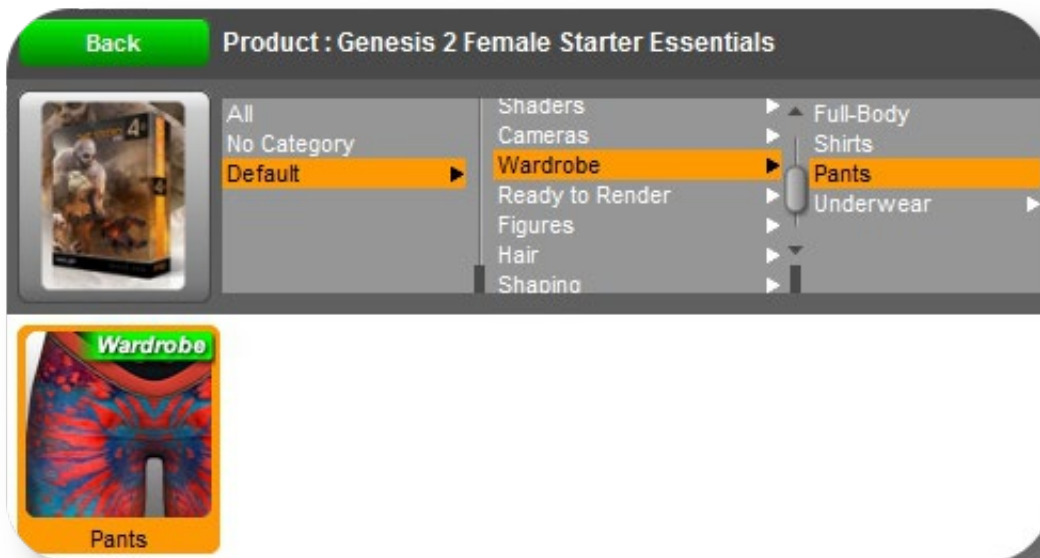 Back
Product : Genesis 2 Female Starter Essentials
All
No Category
Default
Shaders
Cameras
Wardrobe
Ready to Render
Figures
Hair
Shaping
Full-Body
Shirts
Pants
Underwear
Wardrobe
Pants